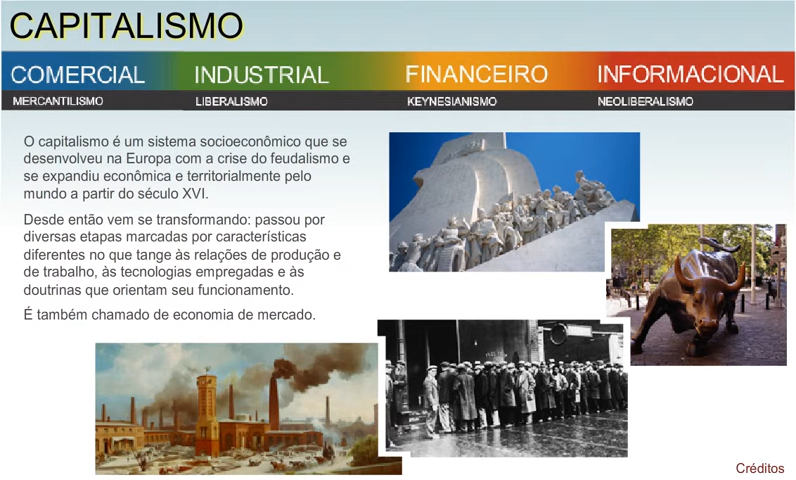 CAPITALISMO
COMERCIAL
INDUSTRIAL
FINANCEIRO
INFORMACIONAL
MERCANTILISMO
LIBERALISMO
KEYNESIANISMO
NEOLIBERALISMO
O capitalismo é um sistema socioeconômico que se
desenvolveu na Europa com a crise do feudalismo e
se expandiu econômica e territorialmente pelo
mundo a partir do século XVI.
Desde então vem se transformando: passou por
diversas etapas marcadas por características
diferentes no que tange às relações de produção e
de trabalho, às tecnologias empregadas e às
doutrinas que orientam seu funcionamento.
É também chamado de economia de mercado.
Créditos